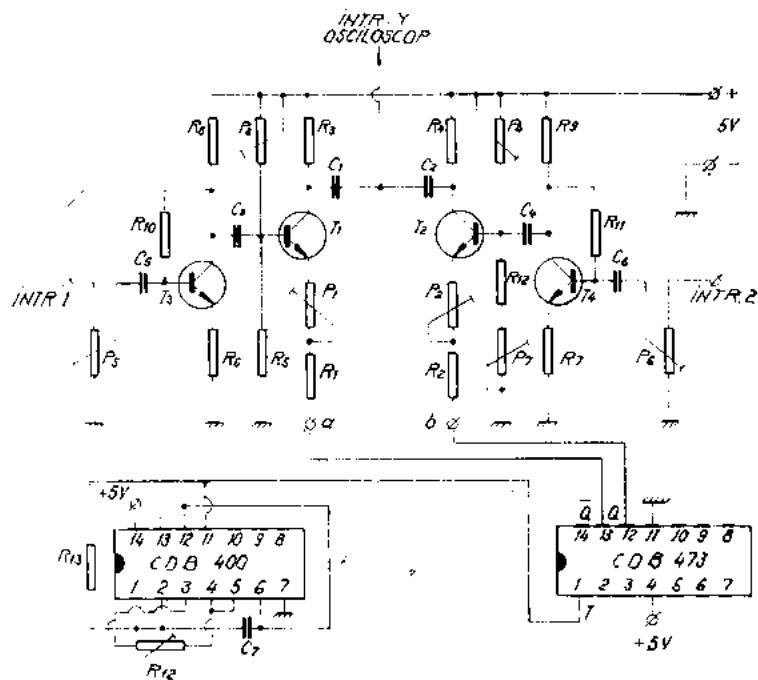 INTR. Y
OSCILOSCOP
+
5V
R8
P3
R3
R4
P4
R9
C1
C2
R10
C3
T1
T2
C4
R11
C5
T3
R12
T4
C6
INTR.1
INTR.2
P1
P2
P5
R6
R5
R1
R2
P7
R7
P6
a
b
+5V
Q̅ Q
14 13 12 11 10 9 8
CDB 400
1 2 3 4 5 6 7
R13
R12
C7
14 13 12 11 10 9 8
CDB 473
1 2 3 4 5 6 7
T
+5V